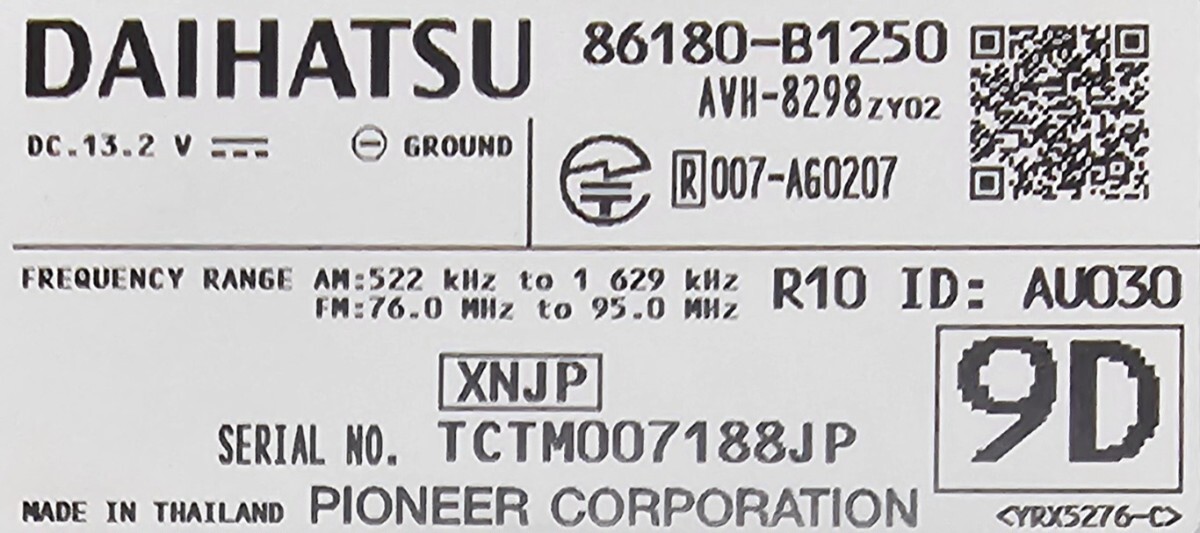 DAIHATSU
86180-B1250
AVH-8298ZY02
DC.13.2 V
GROUND
R 007-A60207
FREQUENCY RANGE AM:522 kHz to 1 629 kHz
FM:76.0 MHz to 95.0 MHz
R10 ID: AU030
9D
XNJP
SERIAL NO. TCTM007188JP
MADE IN THAILAND PIONEER CORPORATION
<YRX5276-C>